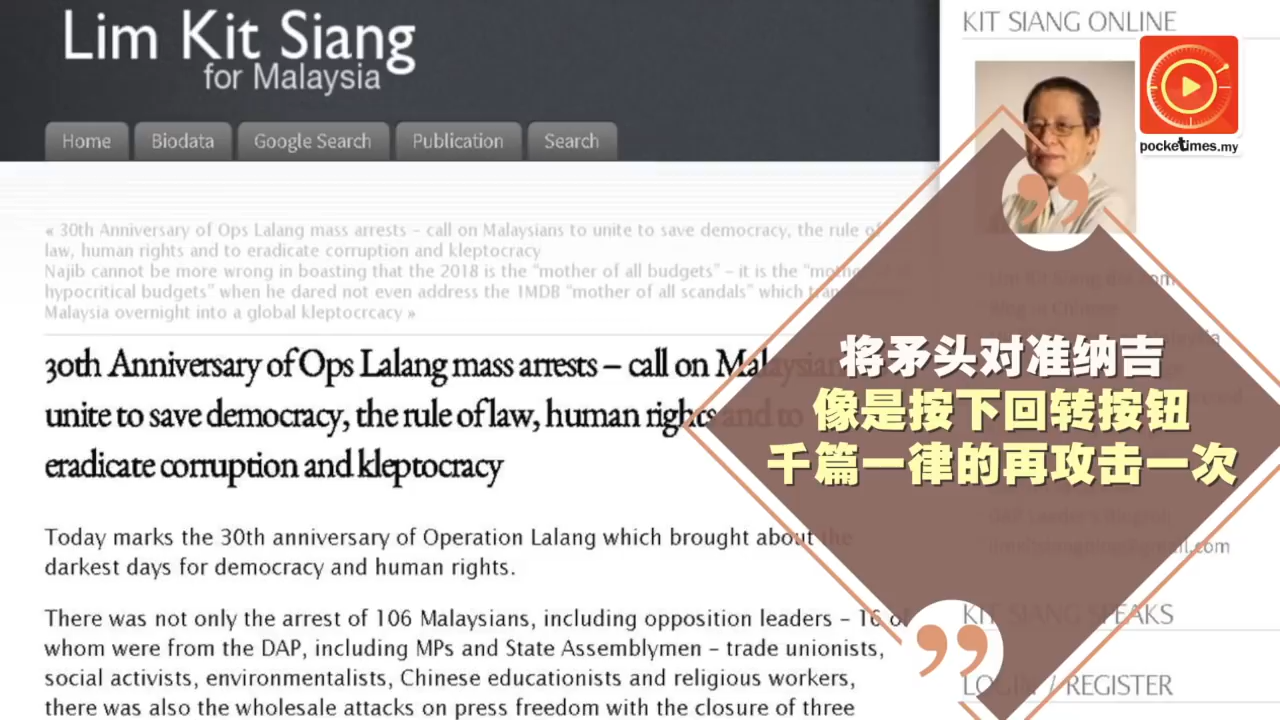 Lim Kit Siang
for Malaysia
Home
Biodata
Google Search
Publication
Search
« 30th Anniversary of Ops Lalang mass arrests – call on Malaysians to unite to save democracy, the rule of
law, human rights and to eradicate corruption and kleptocracy
Najib cannot be more wrong in boasting that the 2018 is the “mother of all budgets” – it is the
hypocritical budgets” when he dared not even address the 1MDB “mother of all scandals” which
Malaysia overnight into a global kleptocrcacy »
30th Anniversary of Ops Lalang mass arrests – call on Malaysian
unite to save democracy, the rule of law, human rights and to
eradicate corruption and kleptocracy
Today marks the 30th anniversary of Operation Lalang which brought about the
darkest days for democracy and human rights.
There was not only the arrest of 106 Malaysians, including opposition leaders – 16 of
whom were from the DAP, including MPs and State Assemblymen – trade unionists,
social activists, environmentalists, Chinese educationists and religious workers,
there was also the wholesale attacks on press freedom with the closure of three
KIT SIANG ONLINE
pocketimes.my
将矛头对准纳吉
像是按下回转按钮
千篇一律的再攻击一次
KIT SIANG SPEAKS
LOGIN / REGISTER